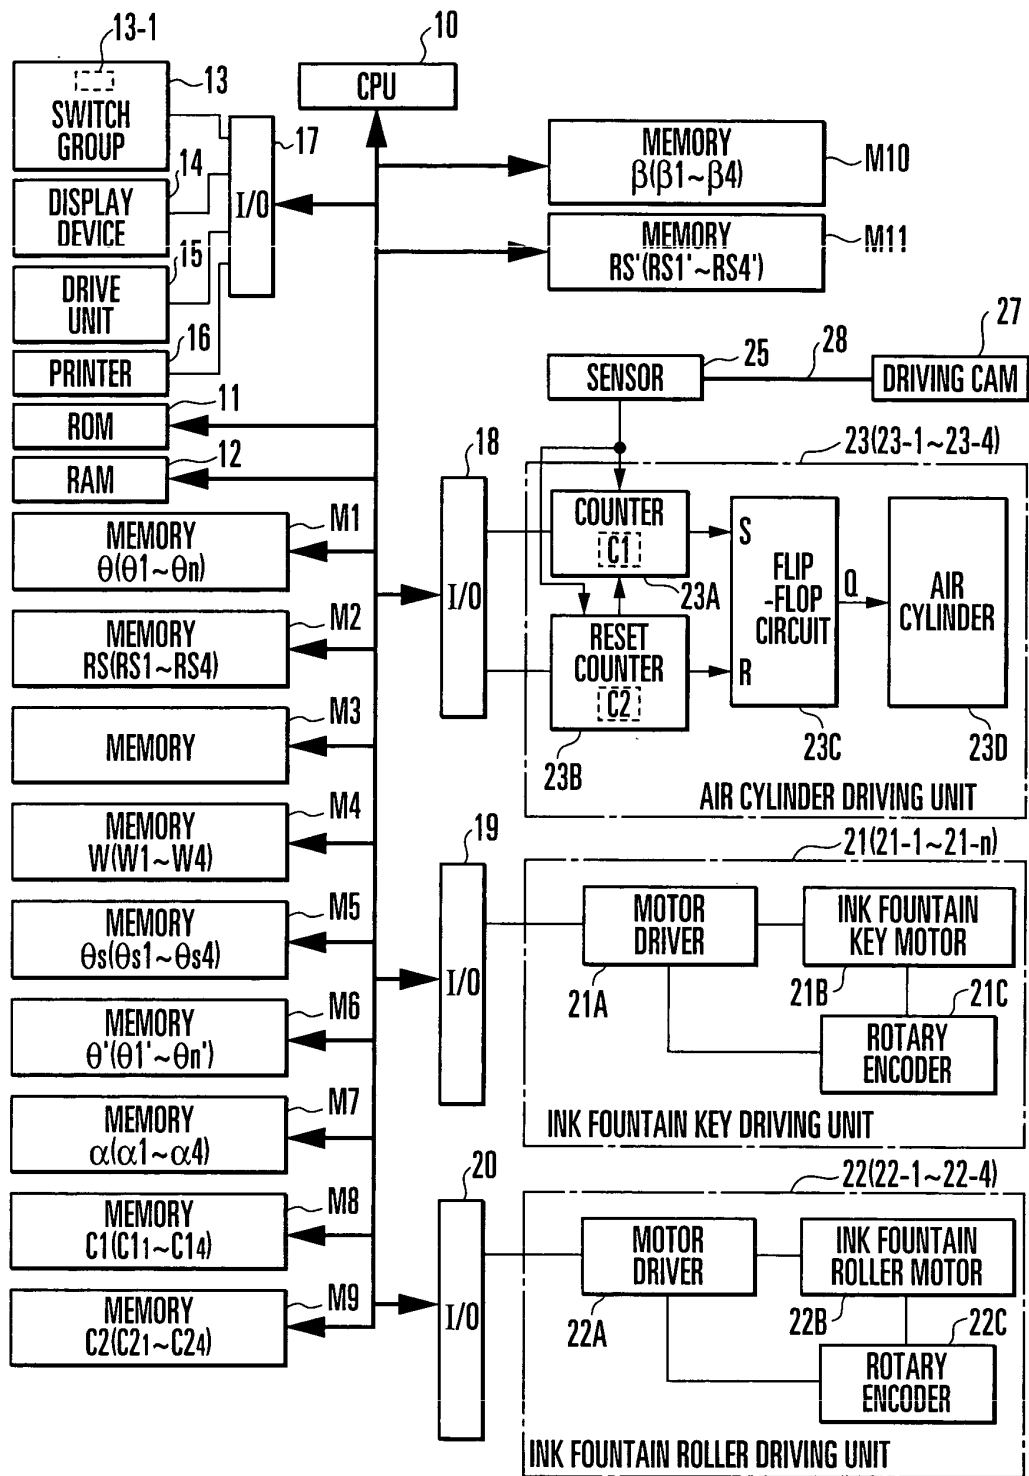 13-1
13
SWITCH
GROUP
14
DISPLAY
DEVICE
15
DRIVE
UNIT
16
PRINTER
17
I/O
10
CPU
11
ROM
12
RAM
M1
MEMORY
θ(θ1~θn)
M2
MEMORY
RS(RS1~RS4)
M3
MEMORY
M4
MEMORY
W(W1~W4)
M5
MEMORY
θs(θs1~θs4)
M6
MEMORY
θ'(θ1'~θn')
M7
MEMORY
α(α1~α4)
M8
MEMORY
C1(C11~C14)
M9
MEMORY
C2(C21~C24)
MEMORY
β(β1~β4)
M10
MEMORY
RS'(RS1'~RS4')
M11
SENSOR
25
28
27
DRIVING CAM
18
I/O
23(23-1~23-4)
COUNTER
C1
23A
RESET
COUNTER
C2
23B
S
R
FLIP
-FLOP
CIRCUIT
23C
Q
AIR
CYLINDER
23D
AIR CYLINDER DRIVING UNIT
19
I/O
21(21-1~21-n)
MOTOR
DRIVER
21A
INK FOUNTAIN
KEY MOTOR
21B
21C
ROTARY
ENCODER
INK FOUNTAIN KEY DRIVING UNIT
20
I/O
22(22-1~22-4)
MOTOR
DRIVER
22A
INK FOUNTAIN
ROLLER MOTOR
22B
22C
ROTARY
ENCODER
INK FOUNTAIN ROLLER DRIVING UNIT